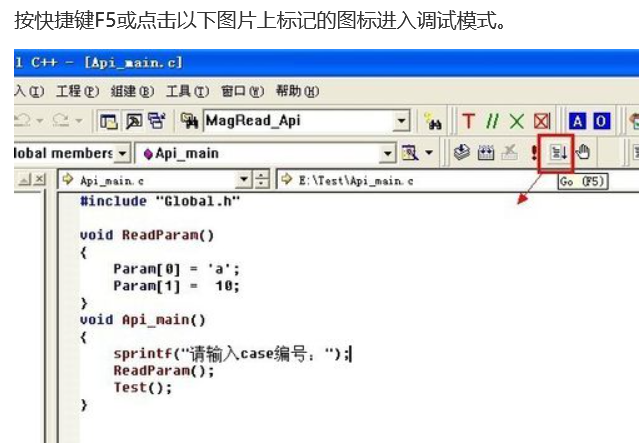 按快捷键F5或点击以下图片上标记的图标进入调试模式。
l C++ - [Api_main.c]
入(I) 工程(P) 组建(B) 工具(T) 窗口(W) 帮助(H)
MagRead_Api
T // A O
lobal members Api_main
Go (F5)
Api_main.c E:\Test\Api_main.c
#include "Global.h"
void ReadParam()
{
Param[0] = 'a';
Param[1] = 10;
}
void Api_main()
{
sprintf("请输入case编号：");
ReadParam();
Test();
}